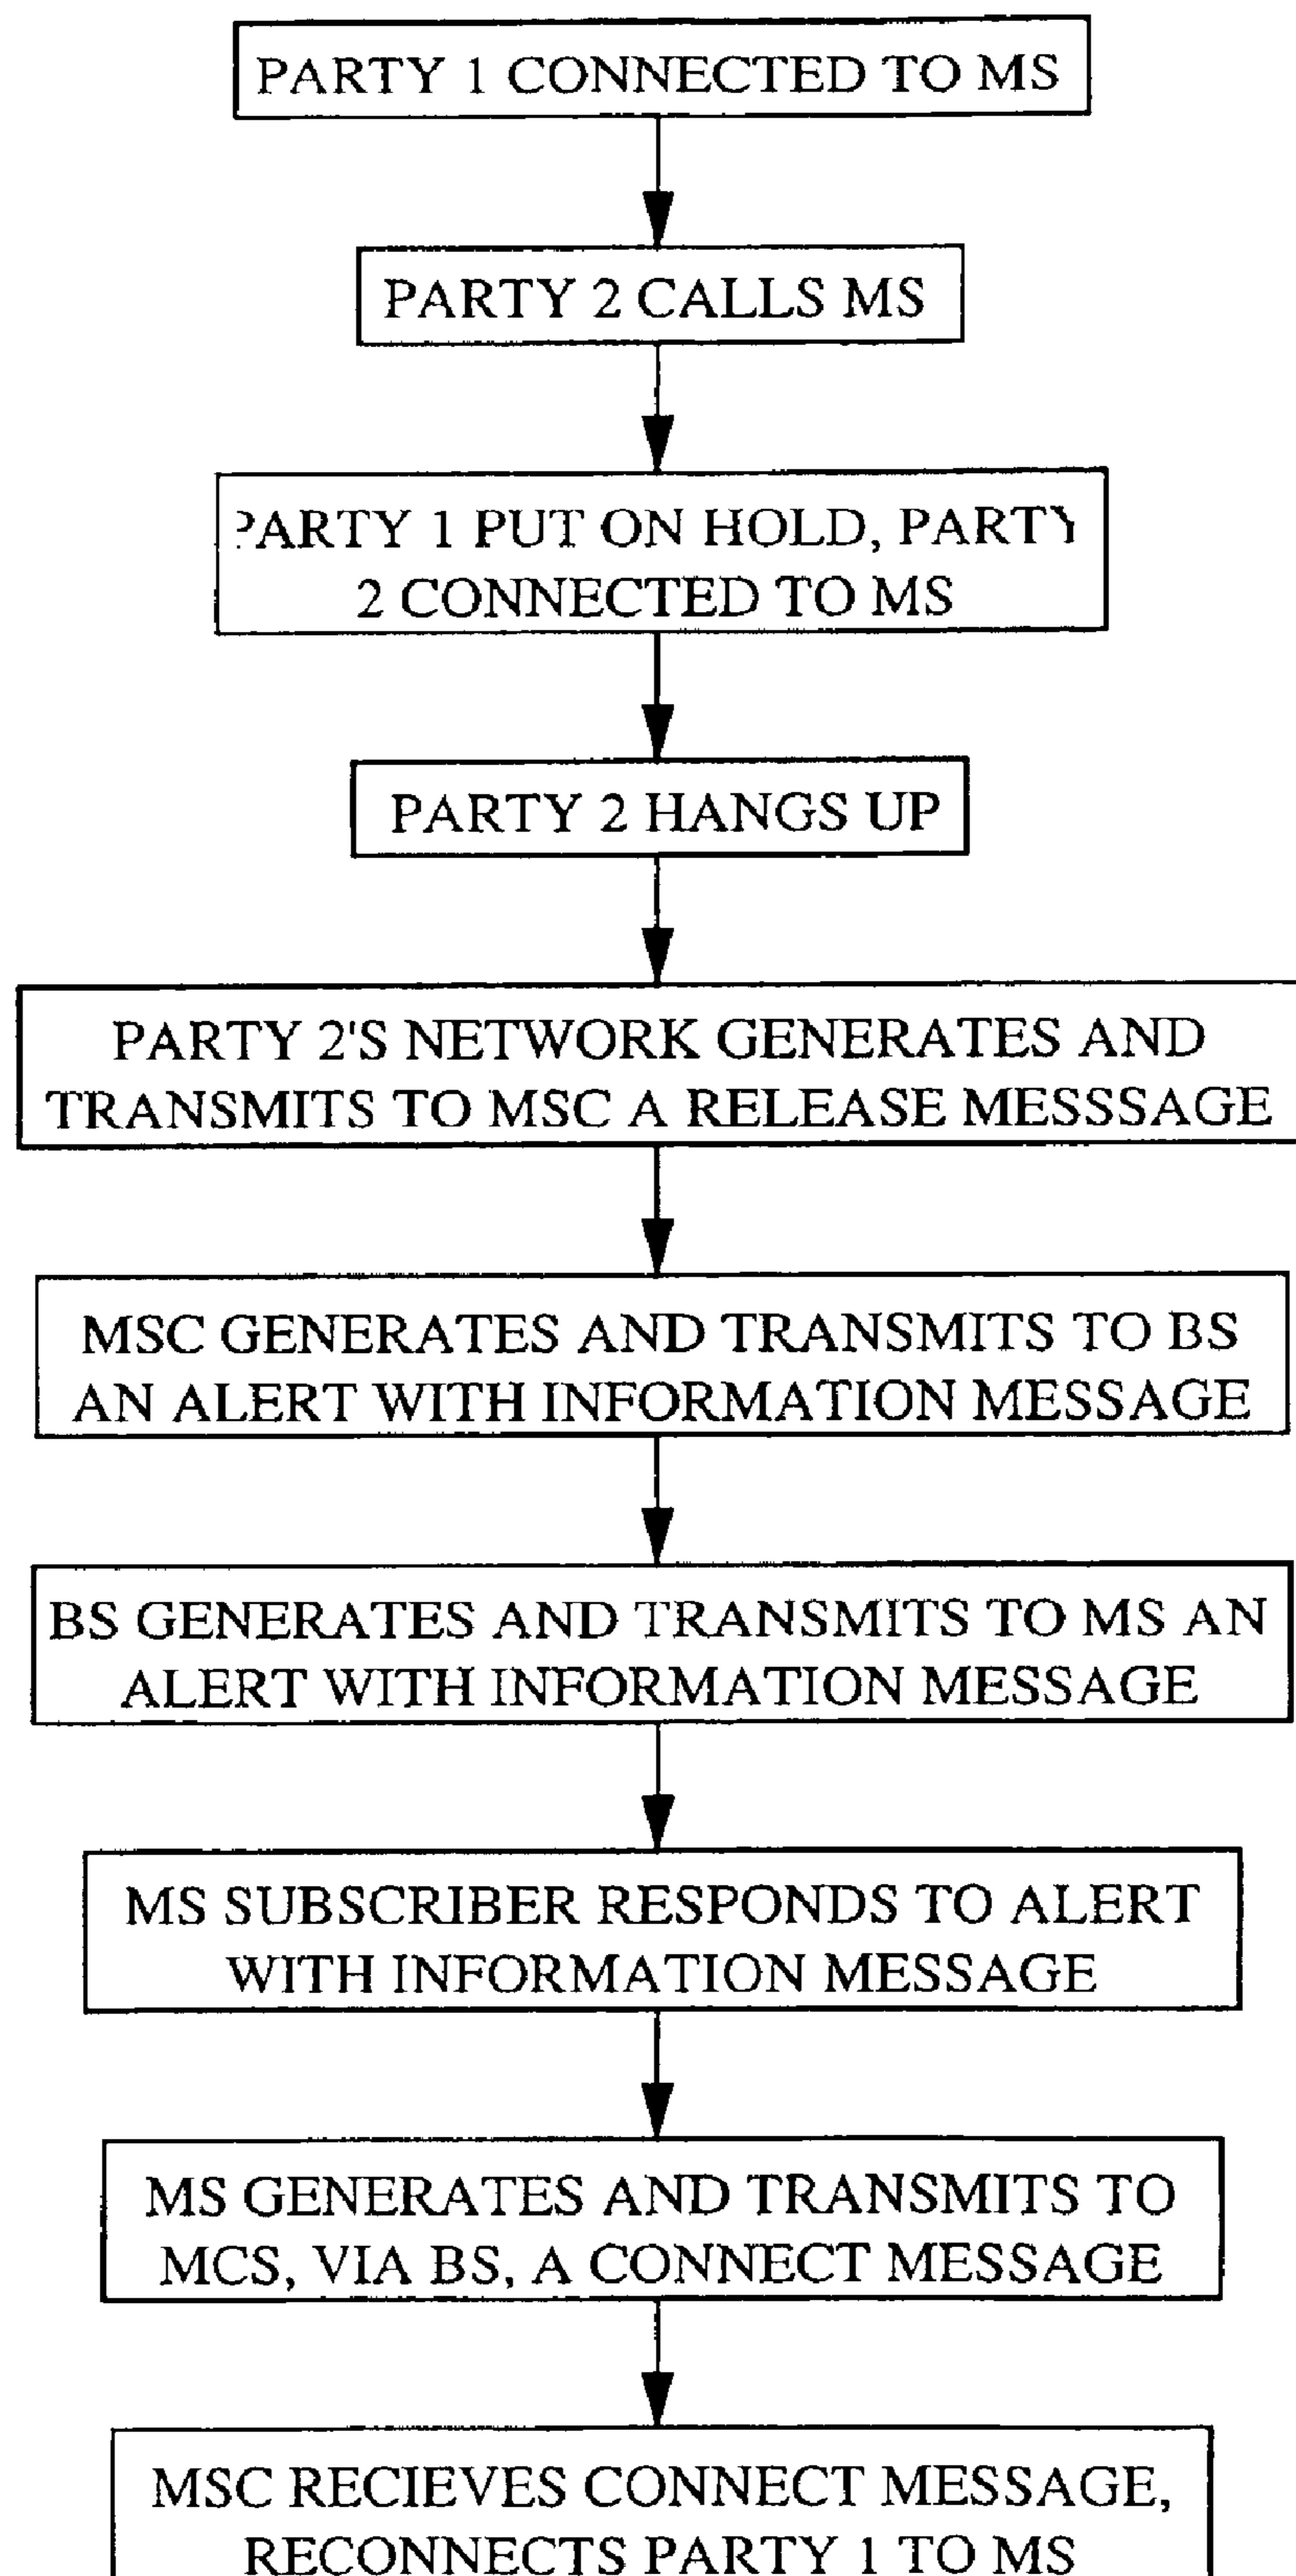 PARTY 1 CONNECTED TO MS
PARTY 2 CALLS MS
PARTY 1 PUT ON HOLD, PARTY
2 CONNECTED TO MS
PARTY 2 HANGS UP
PARTY 2'S NETWORK GENERATES AND
TRANSMITS TO MSC A RELEASE MESSSAGE
MSC GENERATES AND TRANSMITS TO BS
AN ALERT WITH INFORMATION MESSAGE
BS GENERATES AND TRANSMITS TO MS AN
ALERT WITH INFORMATION MESSAGE
MS SUBSCRIBER RESPONDS TO ALERT
WITH INFORMATION MESSAGE
MS GENERATES AND TRANSMITS TO
MCS, VIA BS, A CONNECT MESSAGE
MSC RECIEVES CONNECT MESSAGE,
RECONNECTS PARTY 1 TO MS